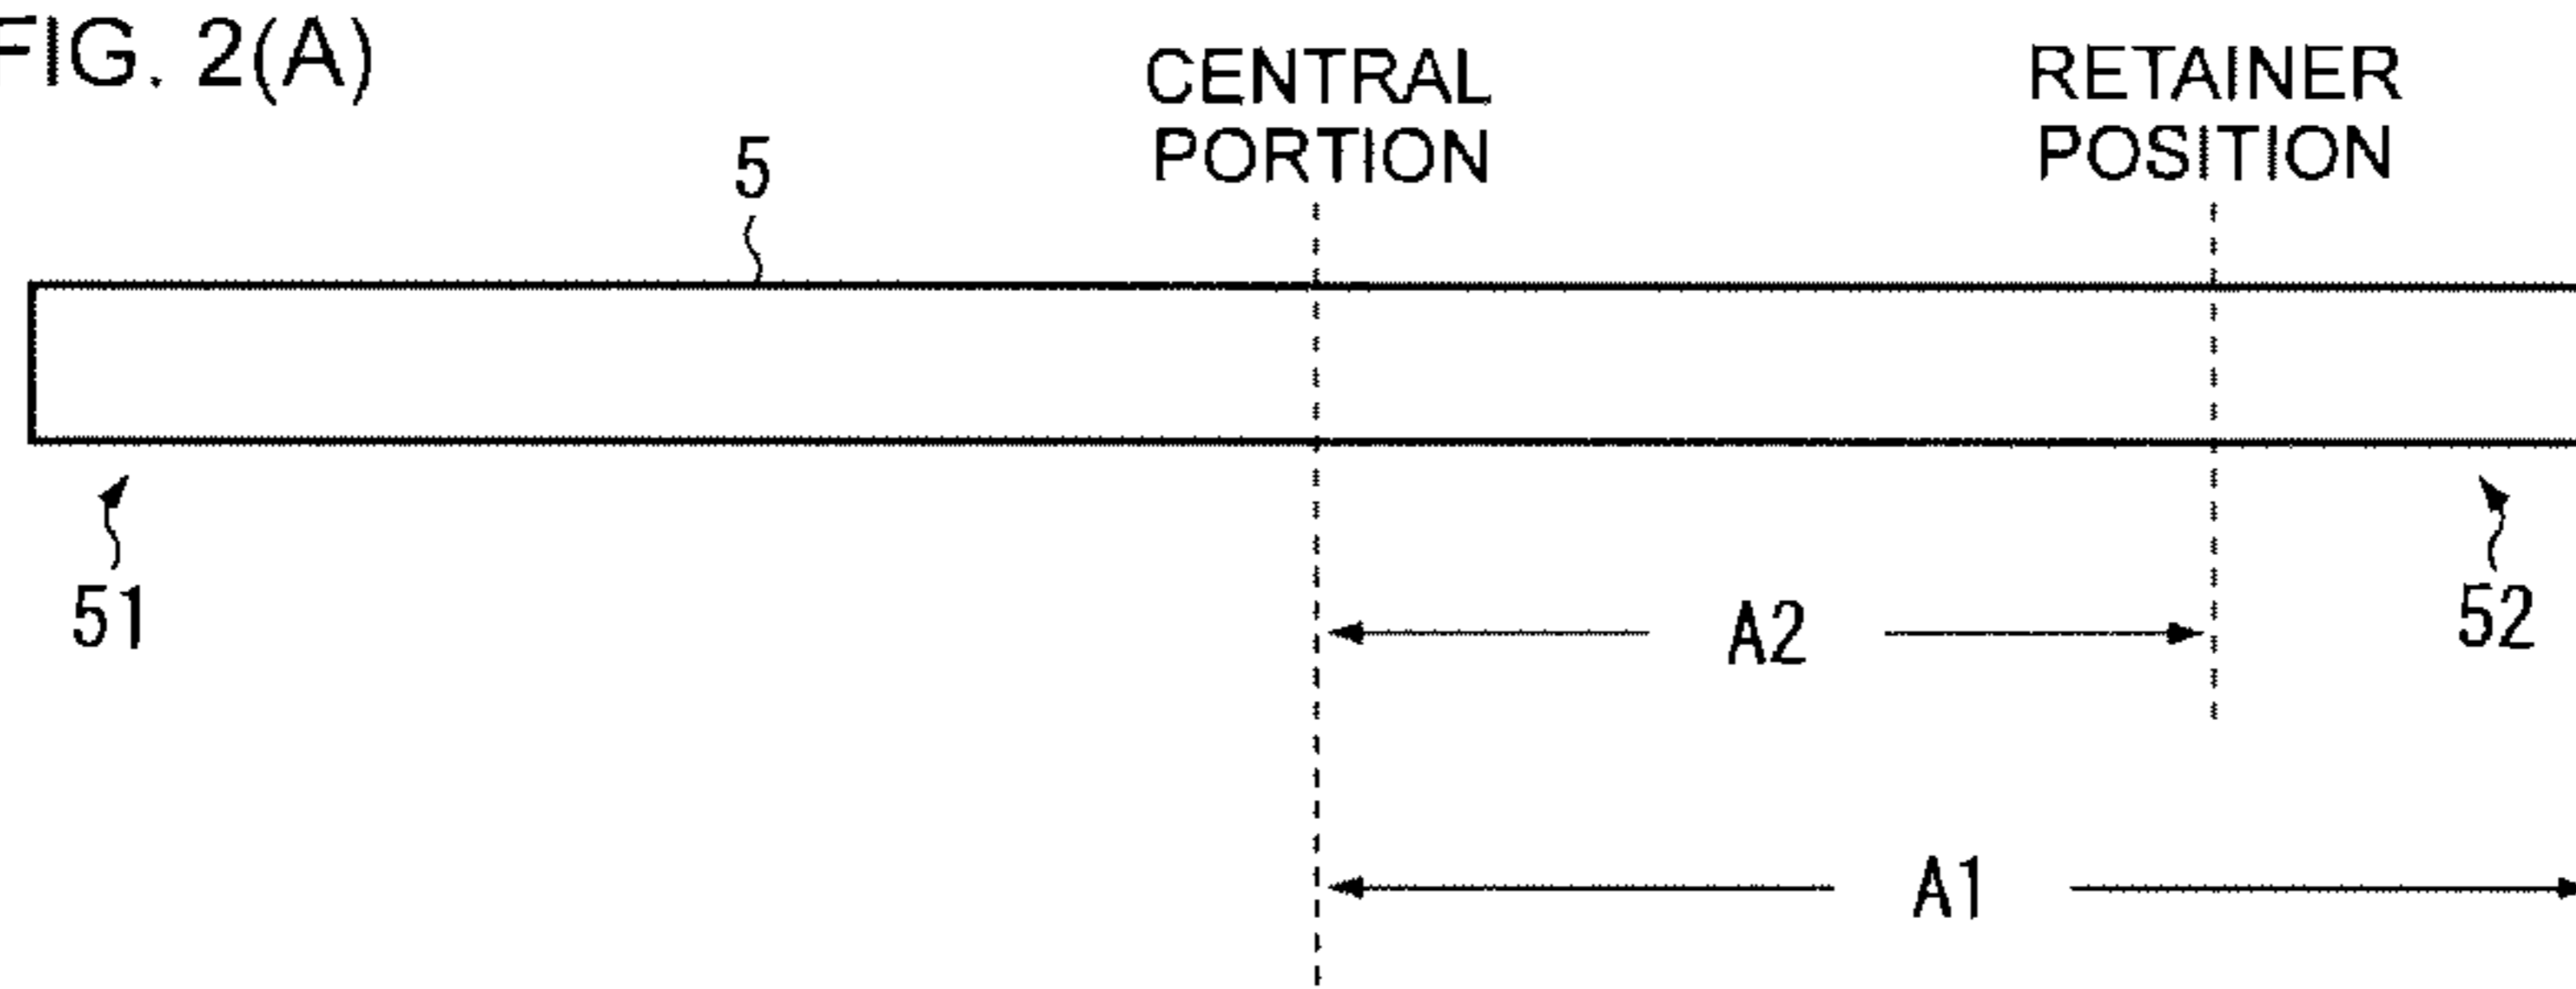 FIG. 2(A)
CENTRAL
PORTION
RETAINER
POSITION
5
51
52
A2
A1